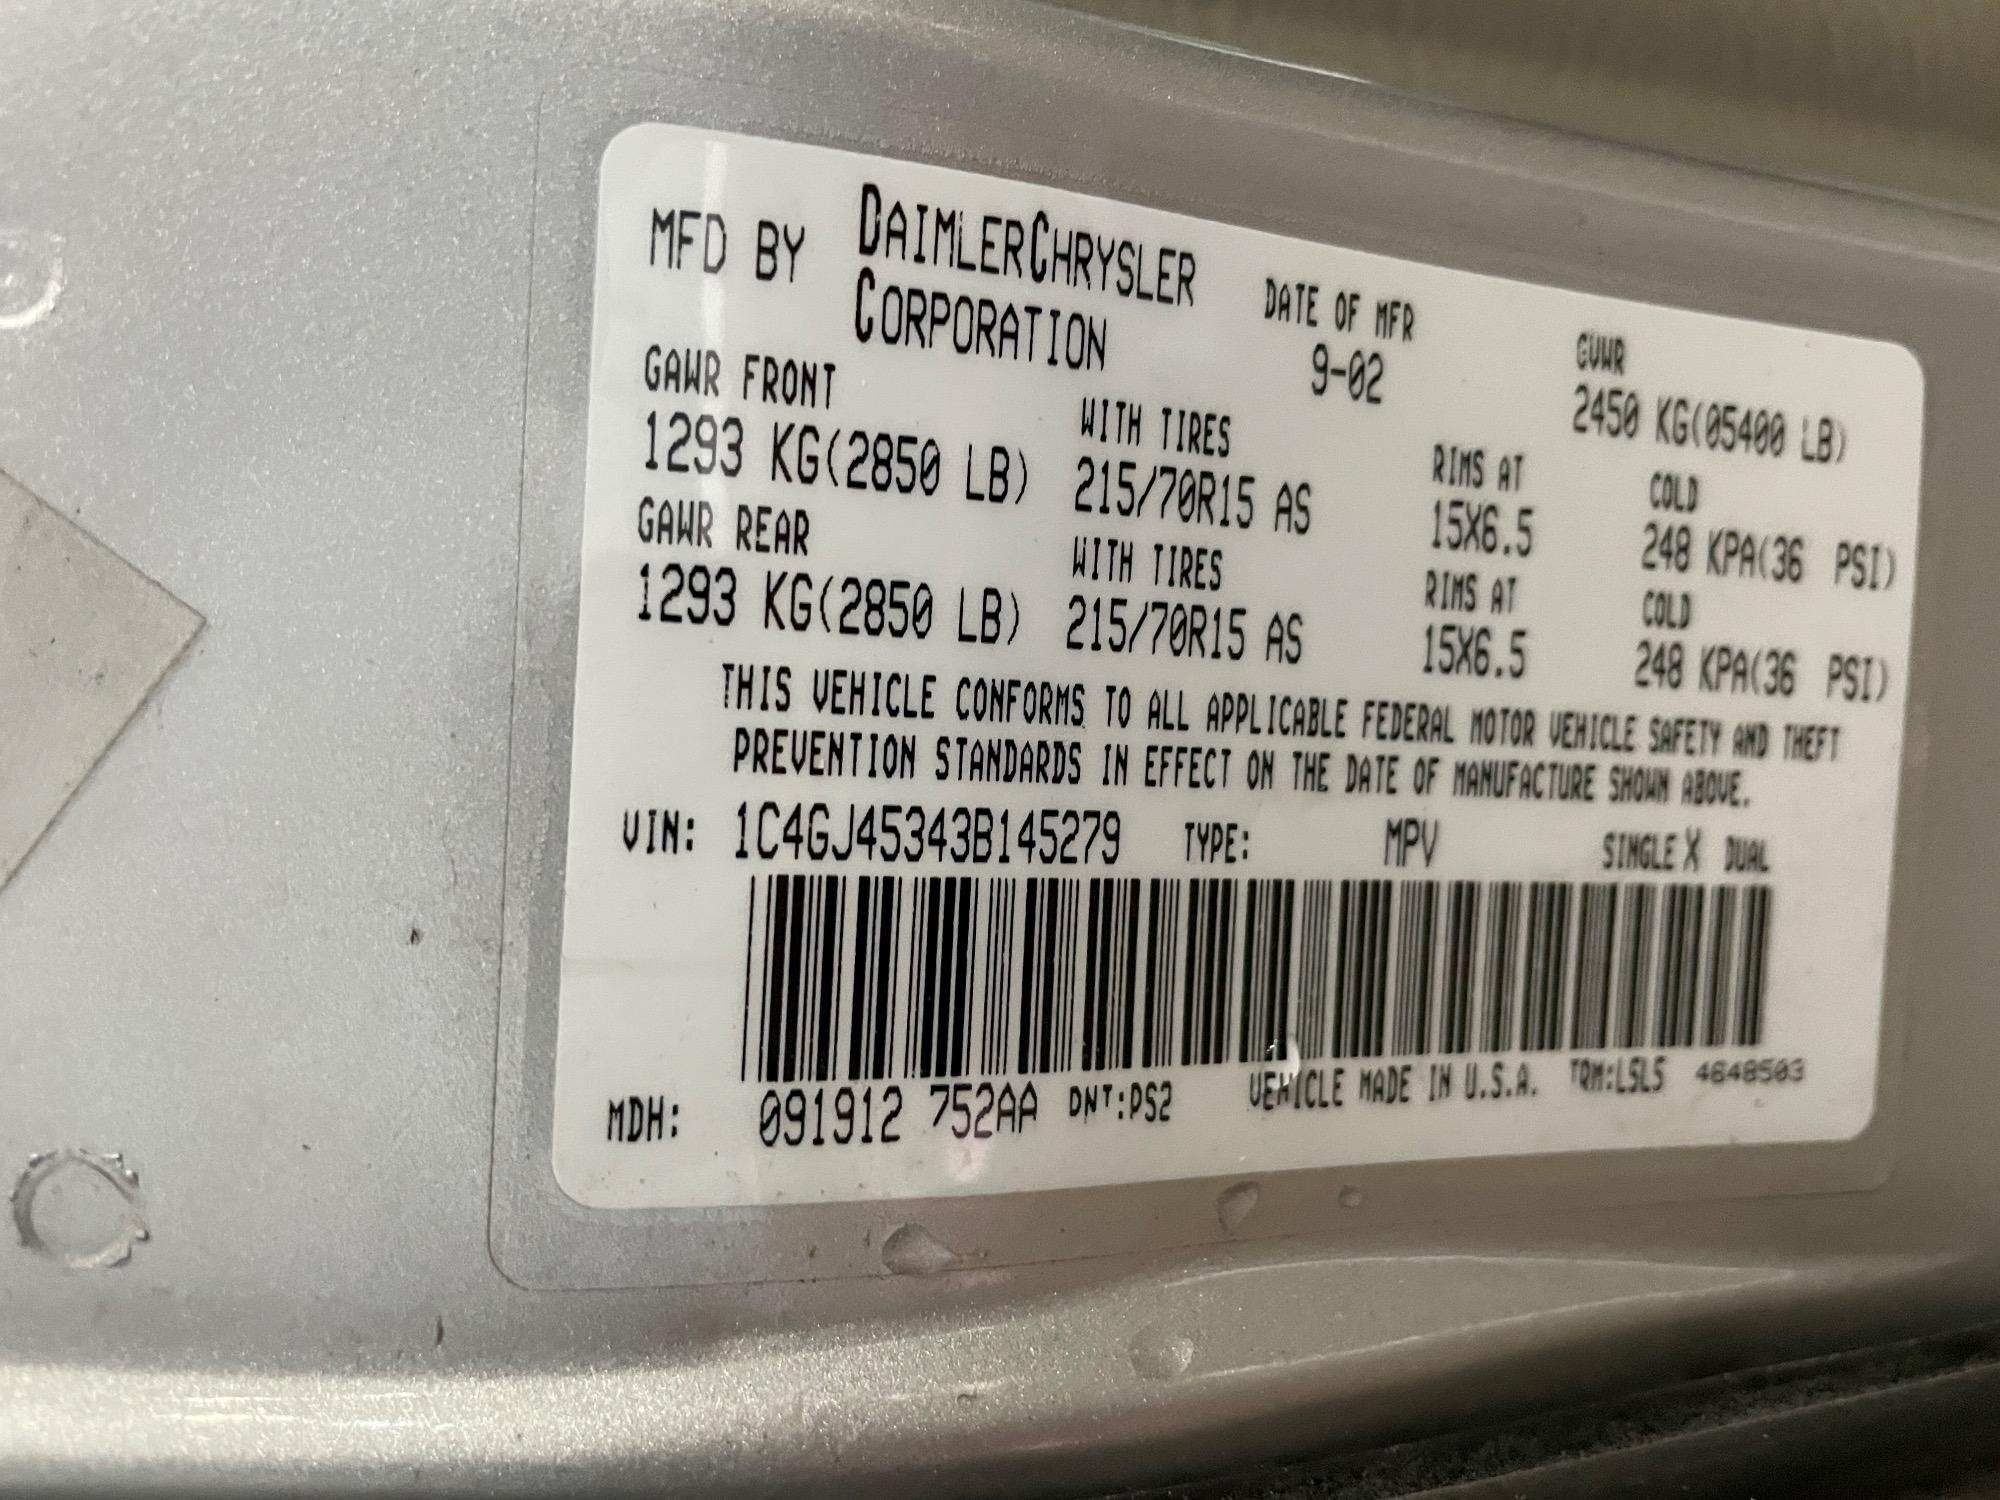 MFD BY DAIMLERCHRYSLER CORPORATION
DATE OF MFR
9-02
GVWR
2450 KG(05400 LB)
GAWR FRONT WITH TIRES RIMS AT COLD
1293 KG(2850 LB) 215/70R15 AS 15X6.5 248 KPA(36 PSI)
GAWR REAR WITH TIRES RIMS AT COLD
1293 KG(2850 LB) 215/70R15 AS 15X6.5 248 KPA(36 PSI)
THIS VEHICLE CONFORMS TO ALL APPLICABLE FEDERAL MOTOR VEHICLE SAFETY AND THEFT
PREVENTION STANDARDS IN EFFECT ON THE DATE OF MANUFACTURE SHOWN ABOVE.
VIN: 1C4GJ45343B145279 TYPE: MPV SINGLE X DUAL
MDH: 091912 752AA PNT:PS2 VEHICLE MADE IN U.S.A. TRM:LSL5 4648503